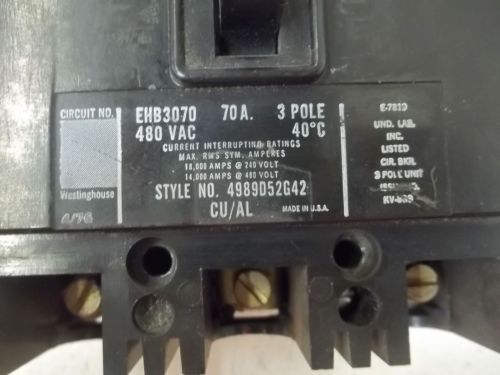 CIRCUIT NO.
Westinghouse
EHB3070 70A. 3 POLE
480 VAC 40°C
CURRENT INTERRUPTING RATINGS
MAX. RMS SYM. AMPERES
18,000 AMPS @ 240 VOLT
14,000 AMPS @ 480 VOLT
STYLE NO. 4989D52G42
CU/AL MADE IN U.S.A.
E-7819
UND. LAB.
INC.
LISTED
CIR. BKR.
3 POLE UNIT